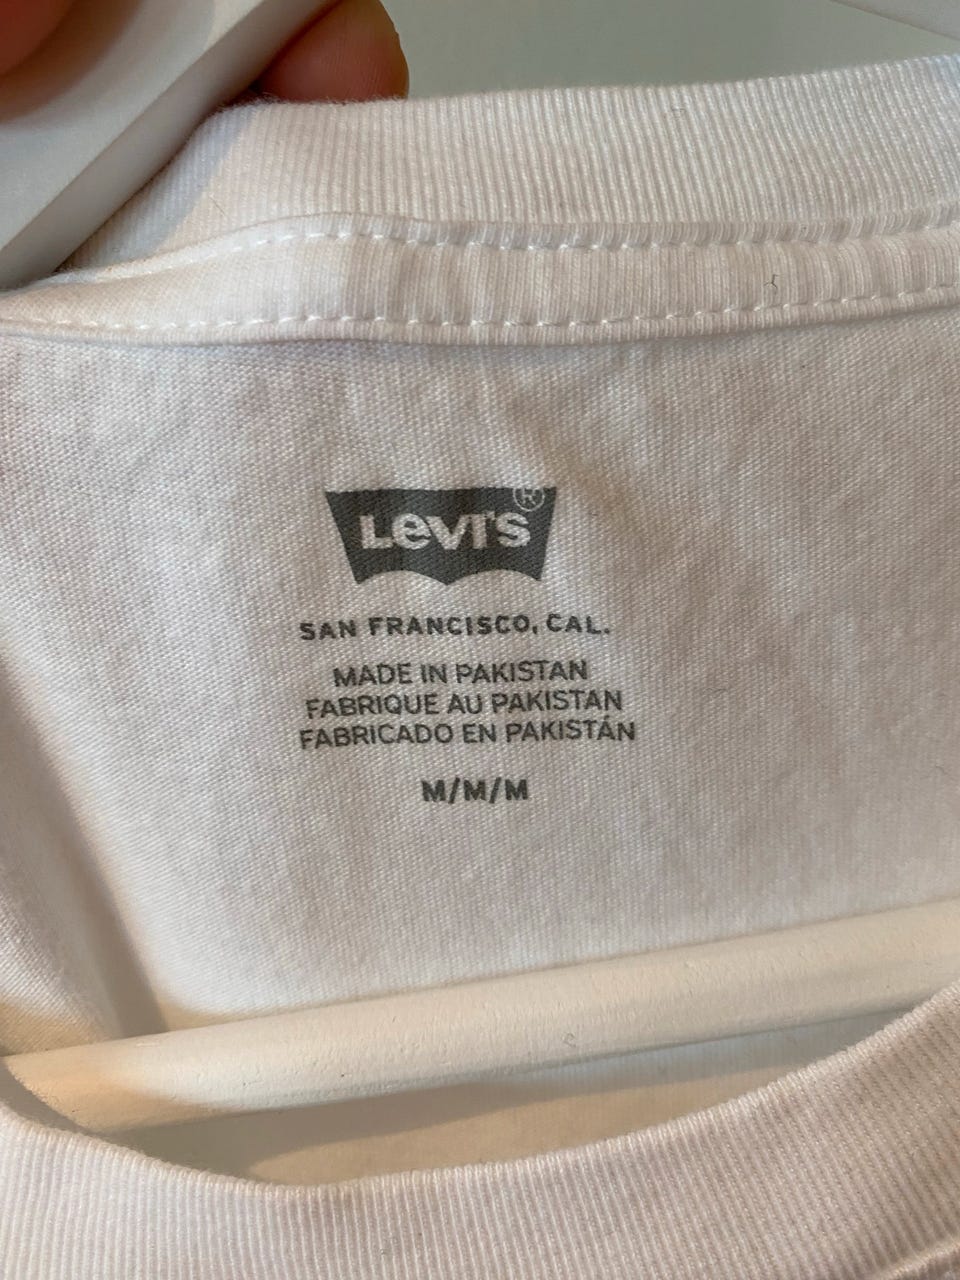 LEVI'S ®
SAN FRANCISCO, CAL.
MADE IN PAKISTAN
FABRIQUE AU PAKISTAN
FABRICADO EN PAKISTÁN
M/M/M